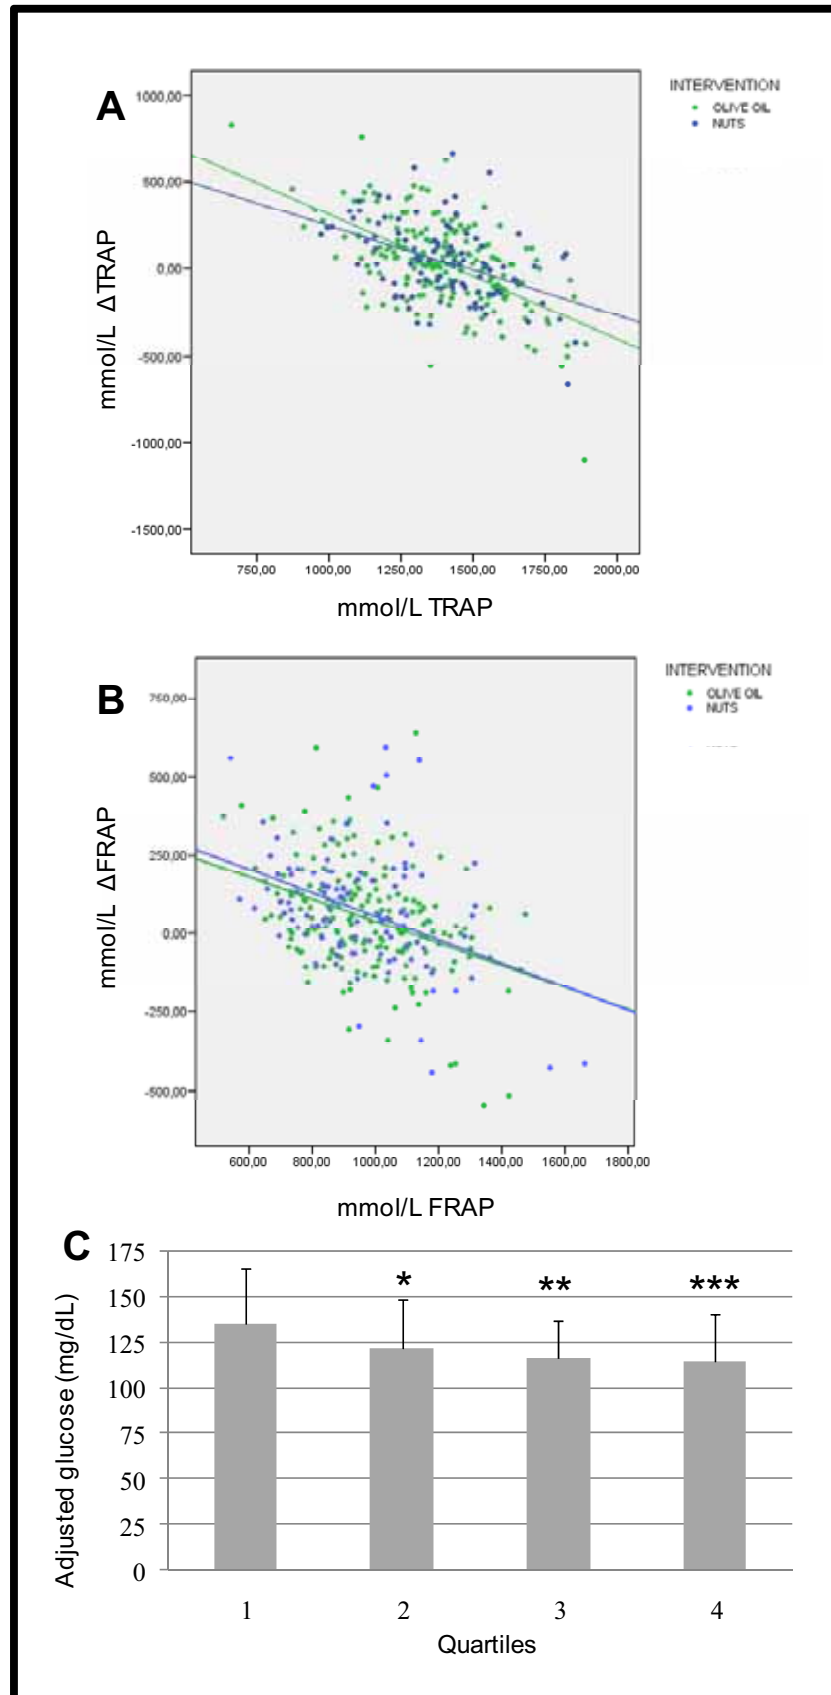 A
INTERVENTION
OLIVE OIL
NUTS
1000,00
500,00
0,00
-500,00
-1000,00
-1500,00
mmol/L ΔTRAP
750,00 1000,00 1250,00 1500,00 1750,00 2000,00
mmol/L TRAP
B
INTERVENTION
OLIVE OIL
NUTS
750,00
500,00
250,00
0,00
-250,00
-500,00
mmol/L ΔFRAP
600,00 800,00 1000,00 1200,00 1400,00 1600,00 1800,00
mmol/L FRAP
C
175
150
125
100
75
50
25
0
Adjusted glucose (mg/dL)
* ** ***
1 2 3 4
Quartiles